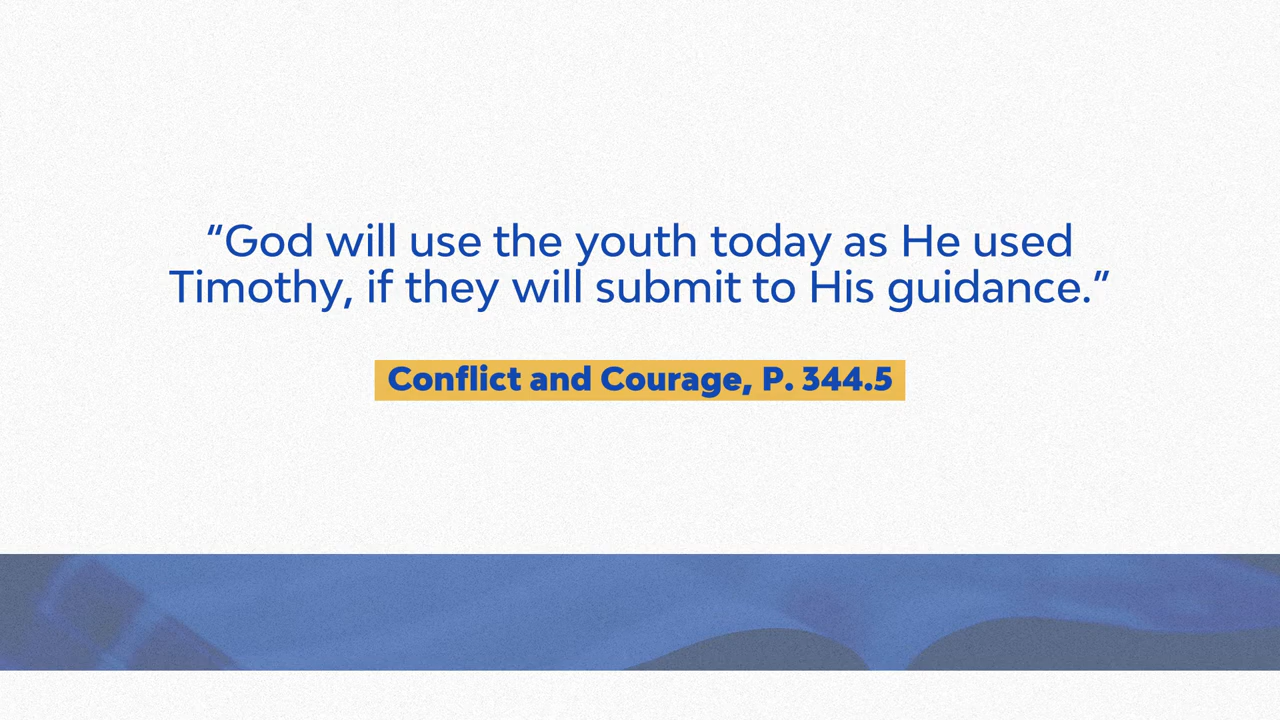 “God will use the youth today as He used
Timothy, if they will submit to His guidance.”
Conflict and Courage, P. 344.5